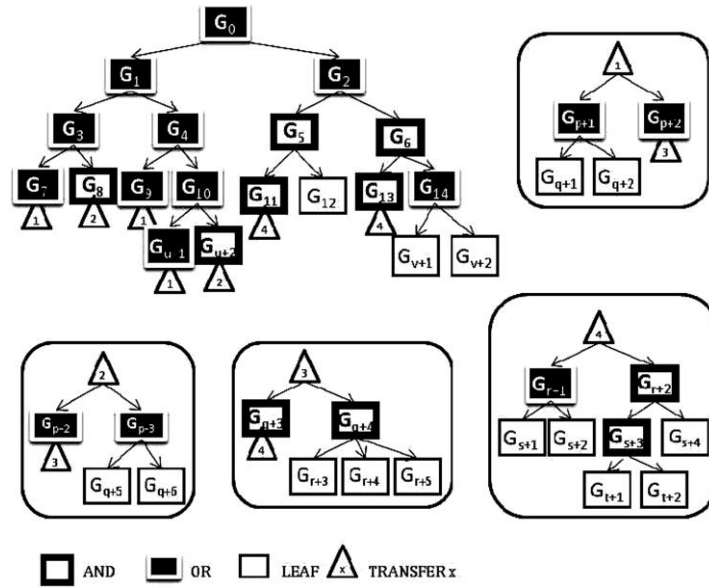 G0
G1 G2
G3 G4 G5 G6
G7 G8 G9 G10 G11 G12 G13 G14
1 2 1 4 4
Gu-1 Gu+2 Gv+1 Gv+2
1 2
1
Gp+1 Gp+2
3
Gq+1 Gq+2
2
Gp-2 Gp-3
3
Gq+5 Gq+6
3
Gq+3 Gq+4
4
Gr+3 Gr+4 Gr+5
4
Gr-1 Gr+2
Gs+1 Gs+2 Gs+3 Gs+4
Gt+1 Gt+2
AND OR LEAF x TRANSFER x